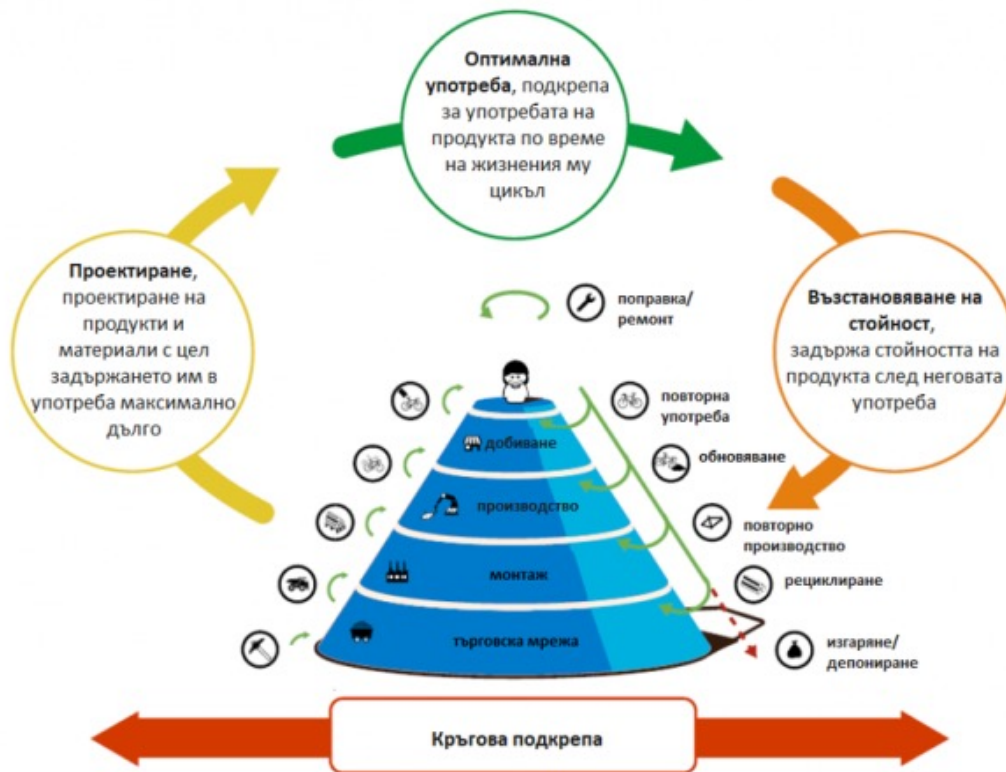 Оптимална
употреба, подкрепа
за употребата на
продукта по време
на жизнения му
цикъл
Проектиране,
проектиране на
продукти и
материали с цел
задържането им в
употреба максимално
дълго
Възстановяване на
стойност,
задържа стойността на
продукта след неговата
употреба
поправка/
ремонт
повторна
употреба
добиване
обновяване
производство
повторно
производство
монтаж
рециклиране
търговска мрежа
изгаряне/
депониране
Кръгова подкрепа